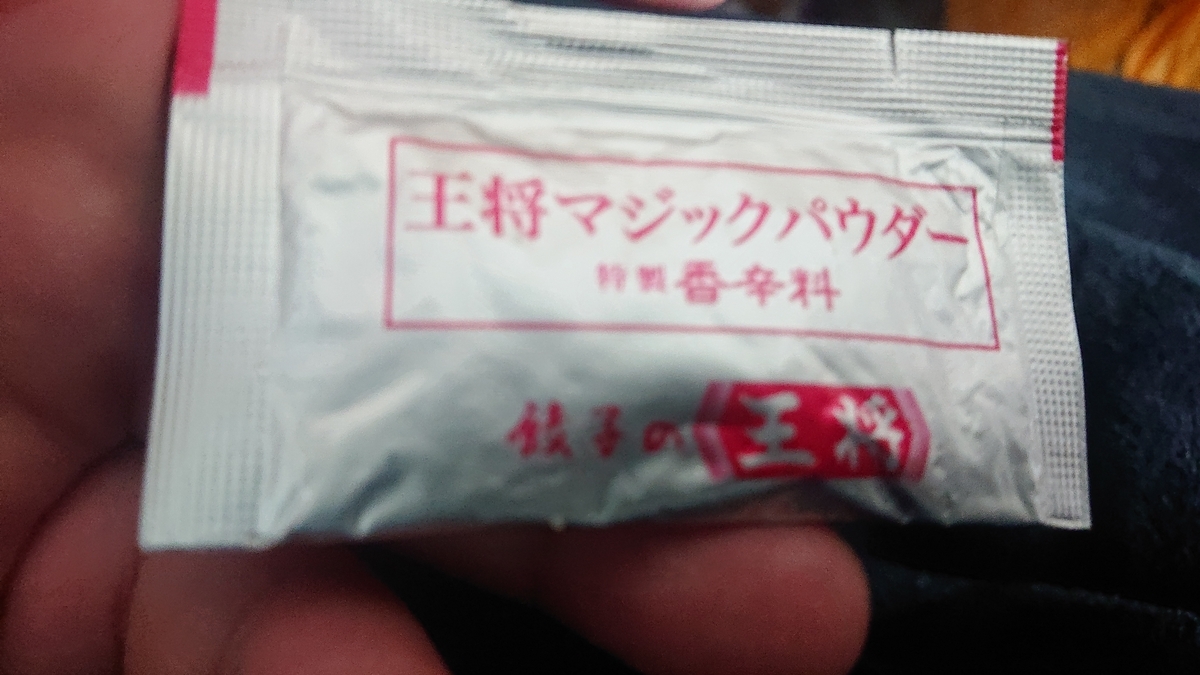 王将マジックパウダー
特製香辛料
餃子の王将